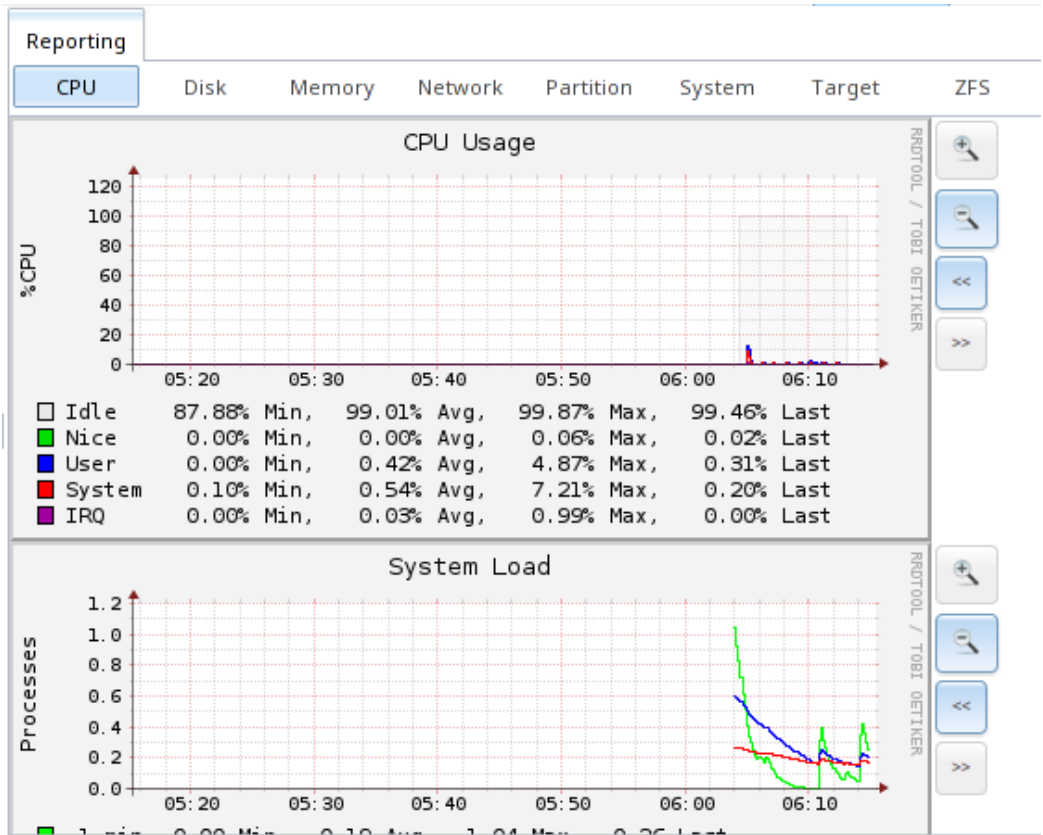 Reporting
CPU Disk Memory Network Partition System Target ZFS
CPU Usage
RRDTOOL / TOBI OETIKER
%CPU
120
100
80
60
40
20
0
05:20 05:30 05:40 05:50 06:00 06:10
Idle 87.88% Min, 99.01% Avg, 99.87% Max, 99.46% Last
Nice 0.00% Min, 0.00% Avg, 0.06% Max, 0.02% Last
User 0.00% Min, 0.42% Avg, 4.87% Max, 0.31% Last
System 0.10% Min, 0.54% Avg, 7.21% Max, 0.20% Last
IRQ 0.00% Min, 0.03% Avg, 0.99% Max, 0.00% Last
<<
>>
System Load
RRDTOOL / TOBI OETIKER
Processes
1.2
1.0
0.8
0.6
0.4
0.2
0.0
05:20 05:30 05:40 05:50 06:00 06:10
<<
>>